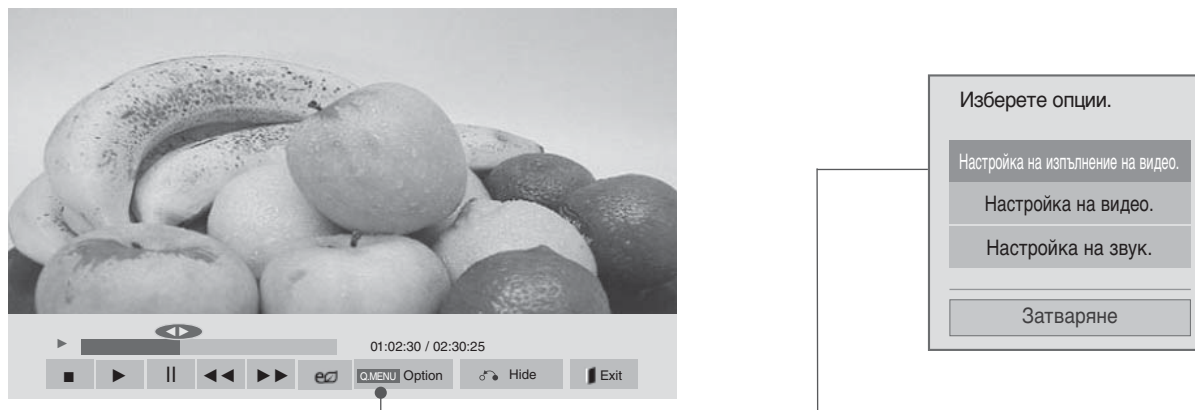 01:02:30 / 02:30:25
Q.MENU Option
Hide
Exit
Изберете опции.
Настройка на изпълнение на видео.
Настройка на видео.
Настройка на звук.
Затваряне